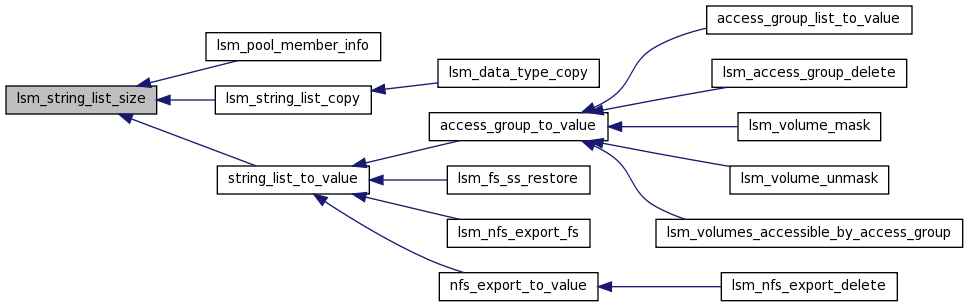 lsm_string_list_size
lsm_pool_member_info
lsm_string_list_copy
lsm_data_type_copy
string_list_to_value
access_group_to_value
access_group_list_to_value
lsm_access_group_delete
lsm_volume_mask
lsm_volume_unmask
lsm_volumes_accessible_by_access_group
lsm_fs_ss_restore
lsm_nfs_export_fs
nfs_export_to_value
lsm_nfs_export_delete